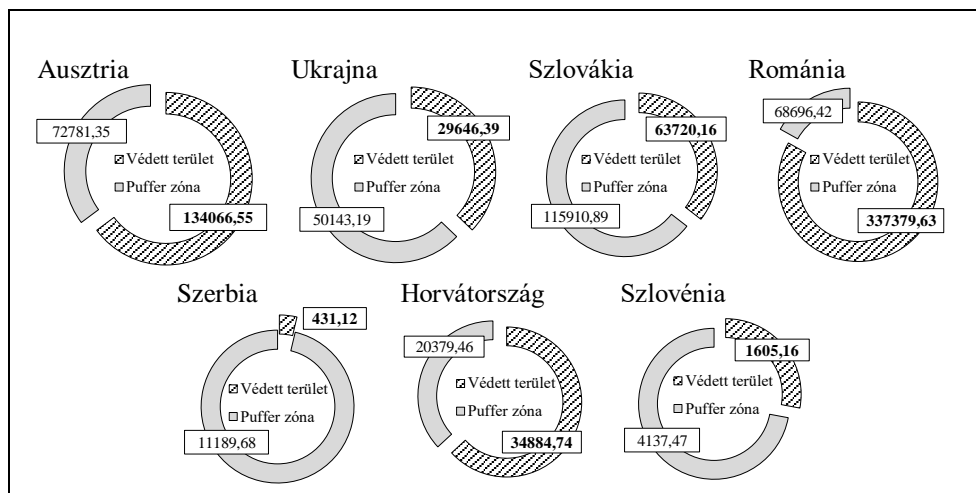 Ausztria
72781,35
Védett terület
Puffer zóna
134066,55
Ukrajna
29646,39
Védett terület
Puffer zóna
50143,19
Szlovákia
63720,16
Védett terület
Puffer zóna
115910,89
Románia
68696,42
Védett terület
Puffer zóna
337379,63
Szerbia
431,12
Védett terület
Puffer zóna
11189,68
Horvátország
20379,46
Védett terület
Puffer zóna
34884,74
Szlovénia
1605,16
Védett terület
Puffer zóna
4137,47